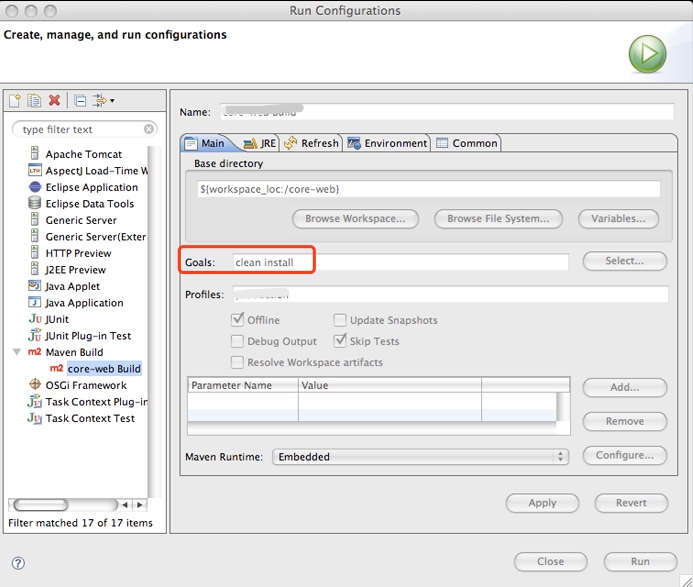 Run Configurations
Create, manage, and run configurations
type filter text
Apache Tomcat
AspectJ Load-Time W
Eclipse Application
Eclipse Data Tools
Generic Server
Generic Server(Exter
HTTP Preview
J2EE Preview
Java Applet
Java Application
JUnit
JUnit Plug-in Test
Maven Build
core-web Build
OSGi Framework
Task Context Plug-in
Task Context Test
Filter matched 17 of 17 items
Name:
Main JRE Refresh Environment Common
Base directory
${workspace_loc:/core-web}
Browse Workspace... Browse File System... Variables...
Goals: clean install Select...
Profiles:
Offline Update Snapshots
Debug Output Skip Tests
Resolve Workspace artifacts
Parameter Name Value
Add...
Remove
Maven Runtime: Embedded Configure...
Apply Revert
Close Run